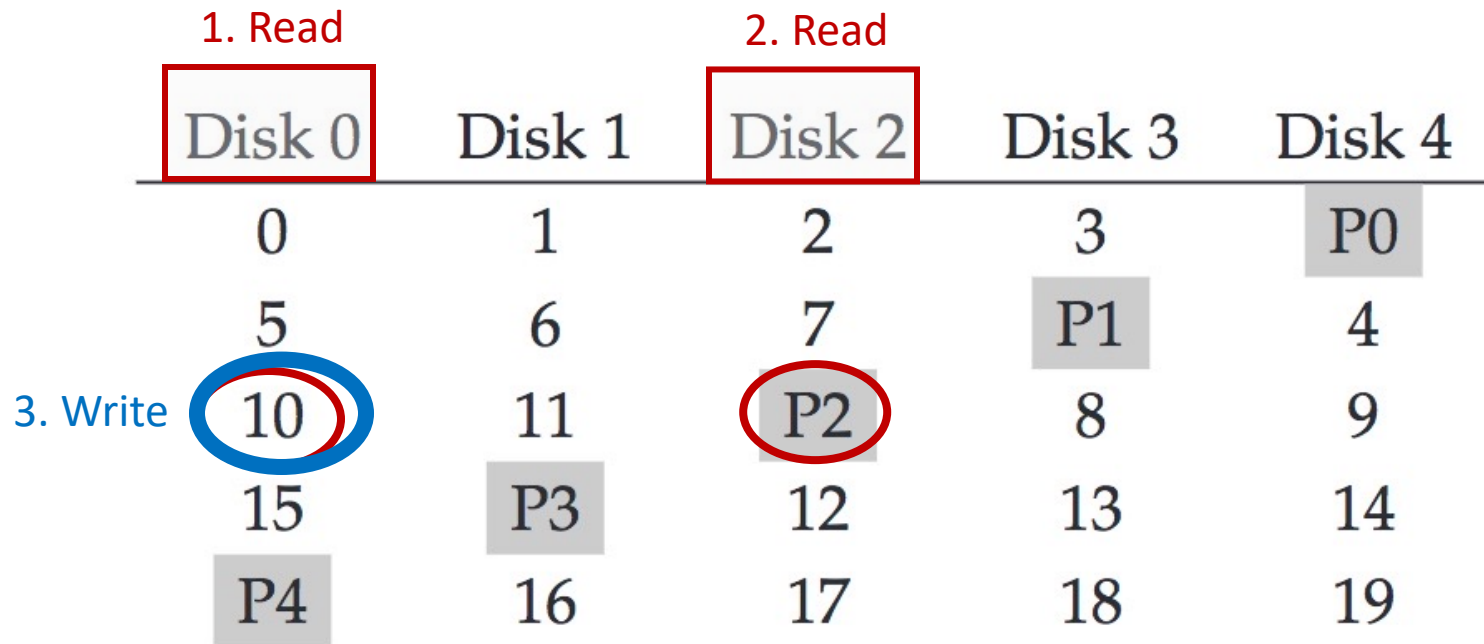 1. Read 2. Read
Disk 0 Disk 1 Disk 2 Disk 3 Disk 4
0 1 2 3 P0
5 6 7 P1 4
3. Write 10 11 P2 8 9
15 P3 12 13 14
P4 16 17 18 19